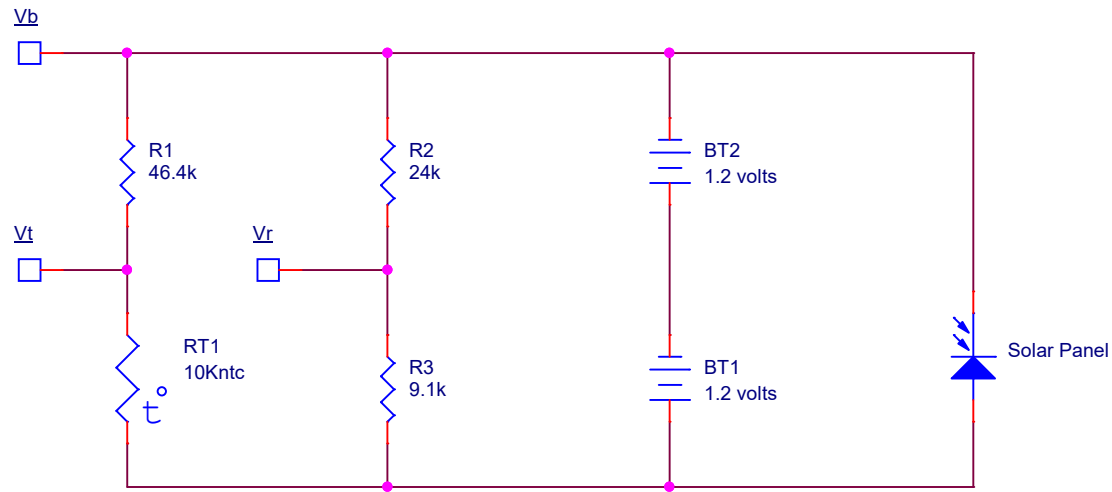 Vb
R1
46.4k
R2
24k
BT2
1.2 volts
Vt
Vr
RT1
10Kntc
t°
R3
9.1k
BT1
1.2 volts
Solar Panel